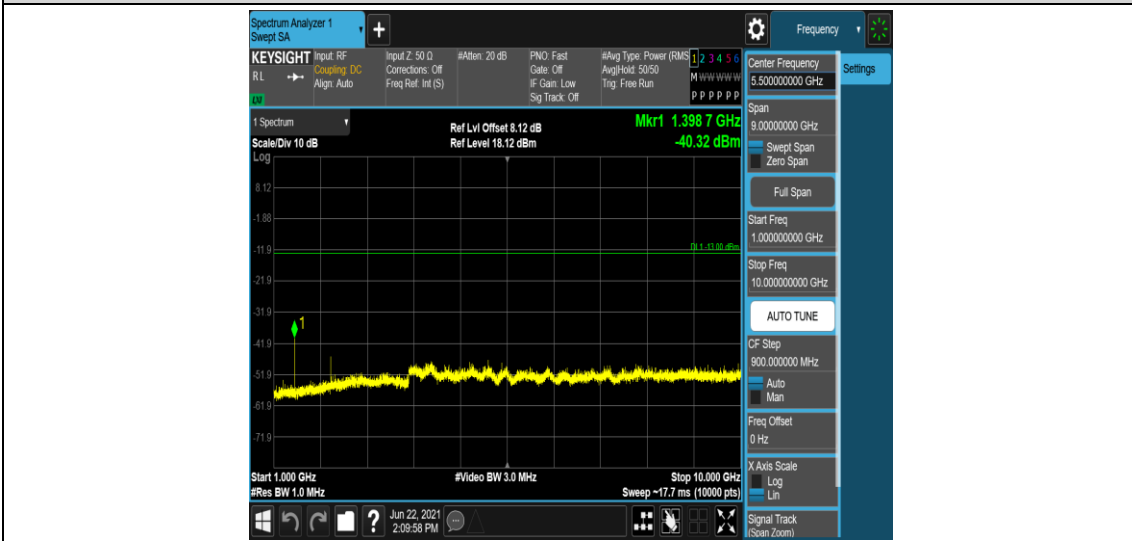 Spectrum Analyzer 1
Swept SA
Frequency
KEYSIGHT
R L
LXI
Input: RF
Coupling: DC
Align: Auto
Input Z: 50 Ω
Corrections: Off
Freq Ref: Int (S)
#Atten: 20 dB
PNO: Fast
Gate: Off
IF Gain: Low
Sig Track: Off
#Avg Type: Power (RMS
Avg|Hold: 50/50
Trig: Free Run
1 2 3 4 5 6
M W W W W W
P P P P P P
1 Spectrum
Scale/Div 10 dB
Log
Ref Lvl Offset 8.12 dB
Ref Level 18.12 dBm
Mkr1 1.398 7 GHz
-40.32 dBm
8.12
-1.88
-11.9
DL1 -13.00 dBm
-21.9
-31.9
1
-41.9
-51.9
-61.9
-71.9
Start 1.000 GHz
#Res BW 1.0 MHz
#Video BW 3.0 MHz
Stop 10.000 GHz
Sweep ~17.7 ms (10000 pts)
?
Jun 22, 2021
2:09:58 PM
Center Frequency
5.500000000 GHz
Settings
Span
9.00000000 GHz
Swept Span
Zero Span
Full Span
Start Freq
1.000000000 GHz
Stop Freq
10.000000000 GHz
AUTO TUNE
CF Step
900.000000 MHz
Auto
Man
Freq Offset
0 Hz
X Axis Scale
Log
Lin
Signal Track
(Span Zoom)